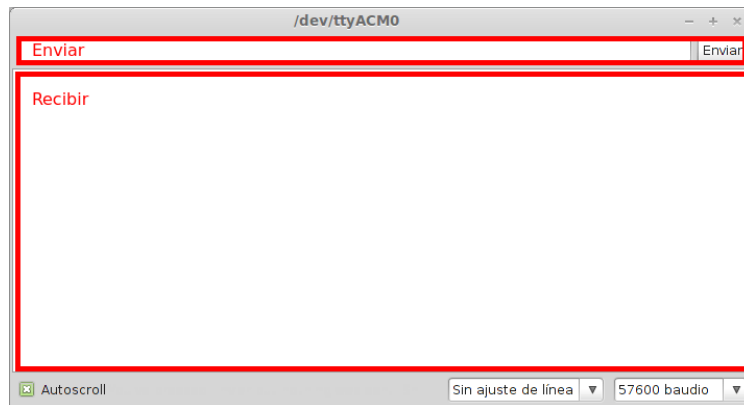 /dev/ttyACM0
Enviar Enviar
Recibir
Autoscroll Sin ajuste de línea 57600 baudio